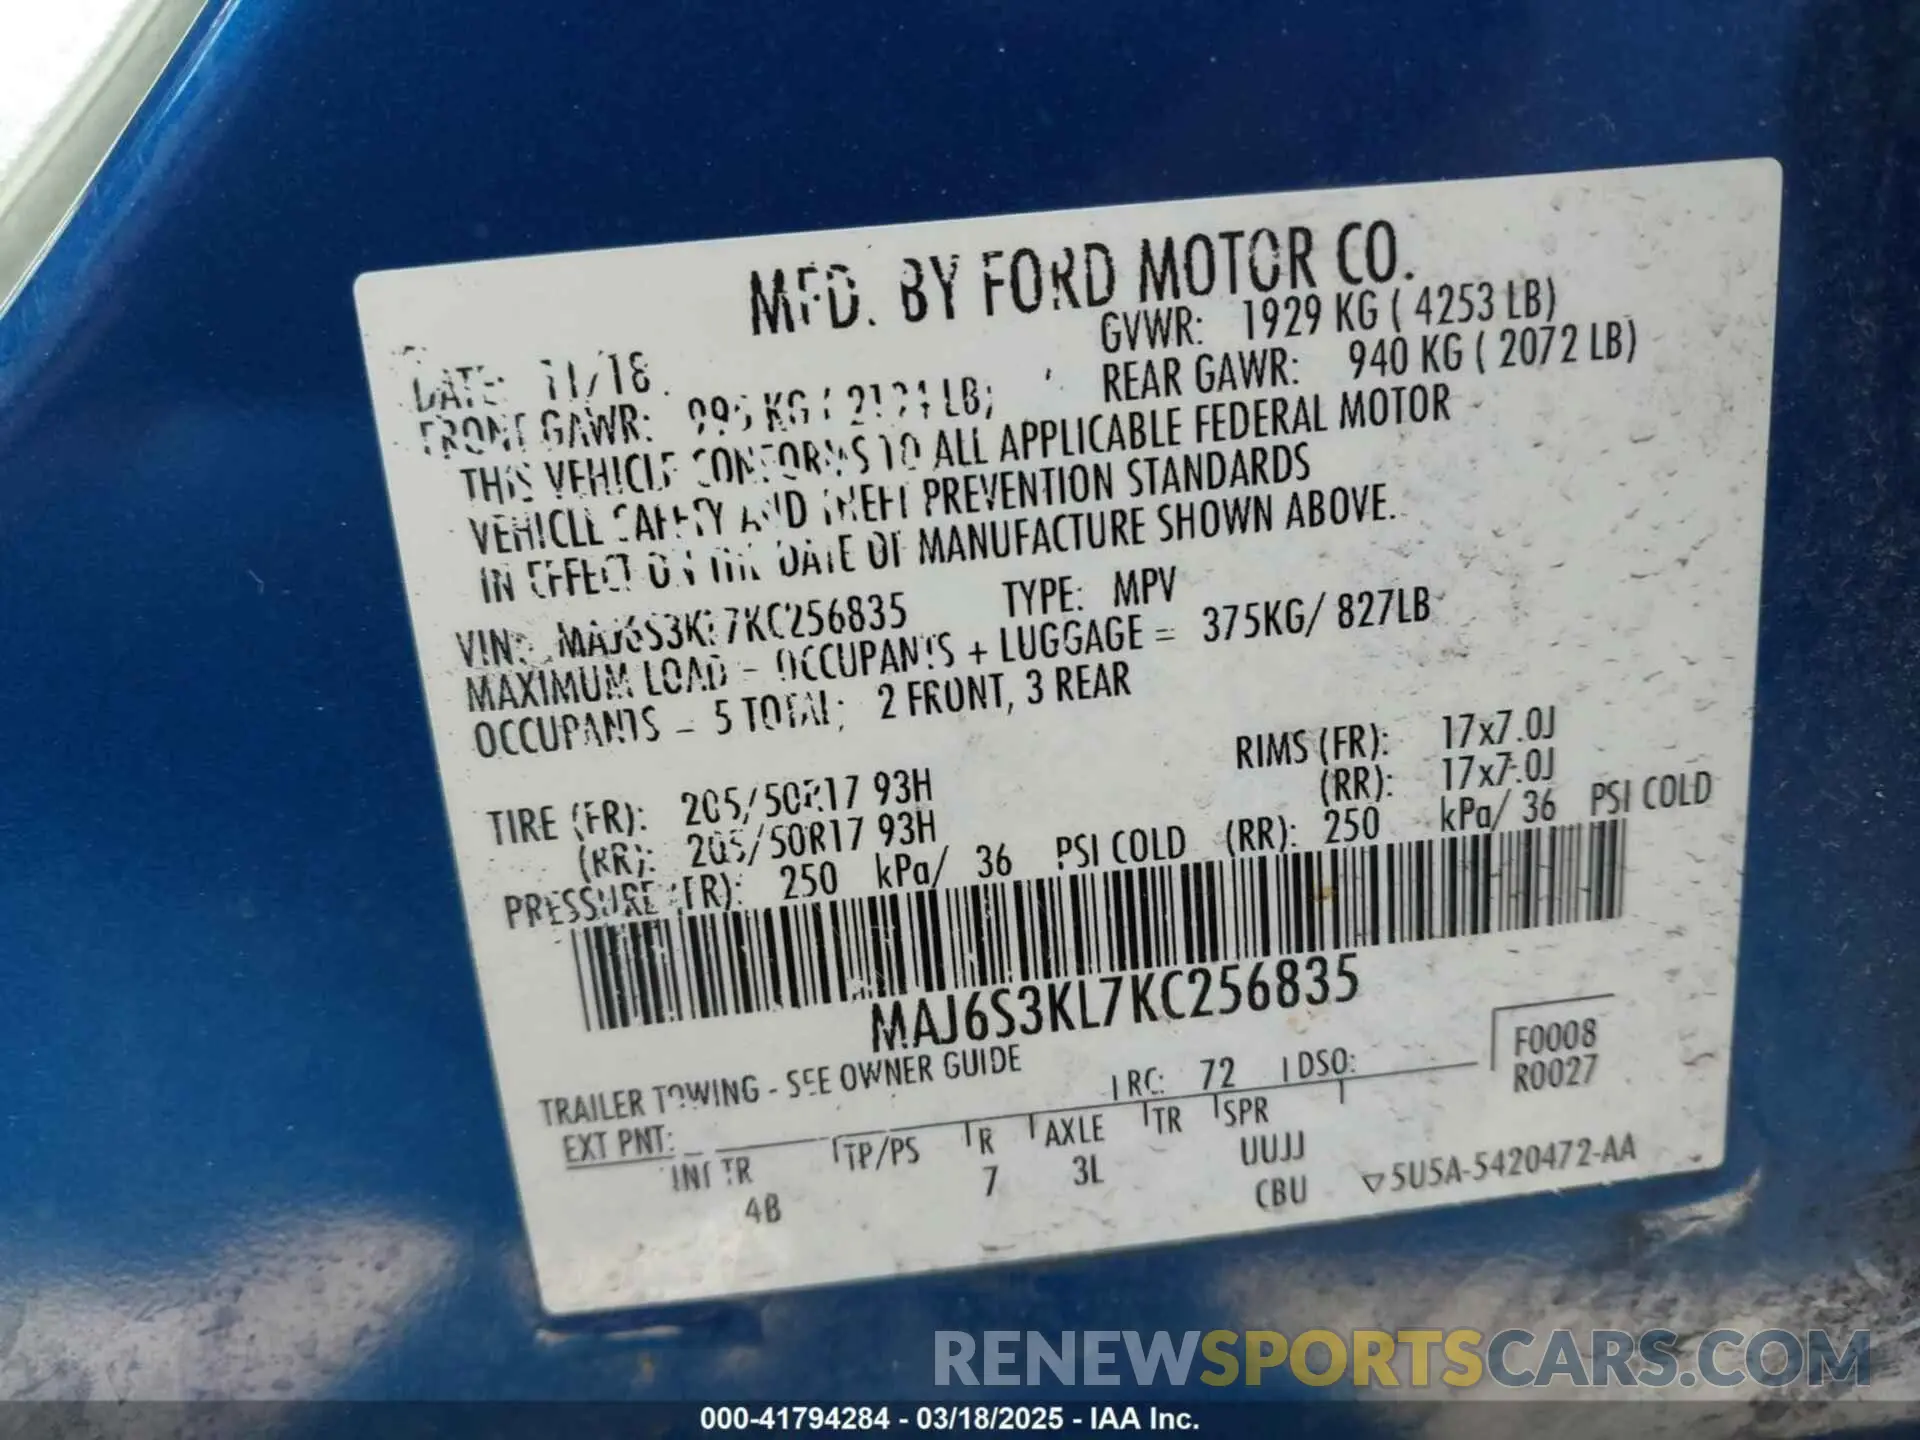 MFD. BY FORD MOTOR CO.
DATE: 11/18 GVWR: 1929 KG ( 4253 LB)
FRONT GAWR: KG ( LB) REAR GAWR: 940 KG ( 2072 LB)
THIS VEHICLE CONFORMS TO ALL APPLICABLE FEDERAL MOTOR
VEHICLE SAFETY AND THEFT PREVENTION STANDARDS
IN EFFECT ON THE DATE OF MANUFACTURE SHOWN ABOVE.
VIN: MAJ6S3KL7KC256835 TYPE: MPV
MAXIMUM LOAD = OCCUPANTS + LUGGAGE = 375KG/ 827LB
OCCUPANTS = 5 TOTAL; 2 FRONT, 3 REAR
TIRE (FR): 205/50R17 93H RIMS (FR): 17x7.0J
(RR): 205/50R17 93H (RR): 17x7.0J
PRESSURE (FR): 250 kPa/ 36 PSI COLD (RR): 250 kPa/ 36 PSI COLD
MAJ6S3KL7KC256835
TRAILER TOWING - SEE OWNER GUIDE
F0008
R0027
EXT PNT: RC: 72 DSO:
INT TR TP/PS R AXLE TR SPR
4B 7 3L UUJJ
CBU ▽5U5A-5420472-AA
RENEWSPORTSCARS.COM
000-41794284 - 03/18/2025 - IAA Inc.